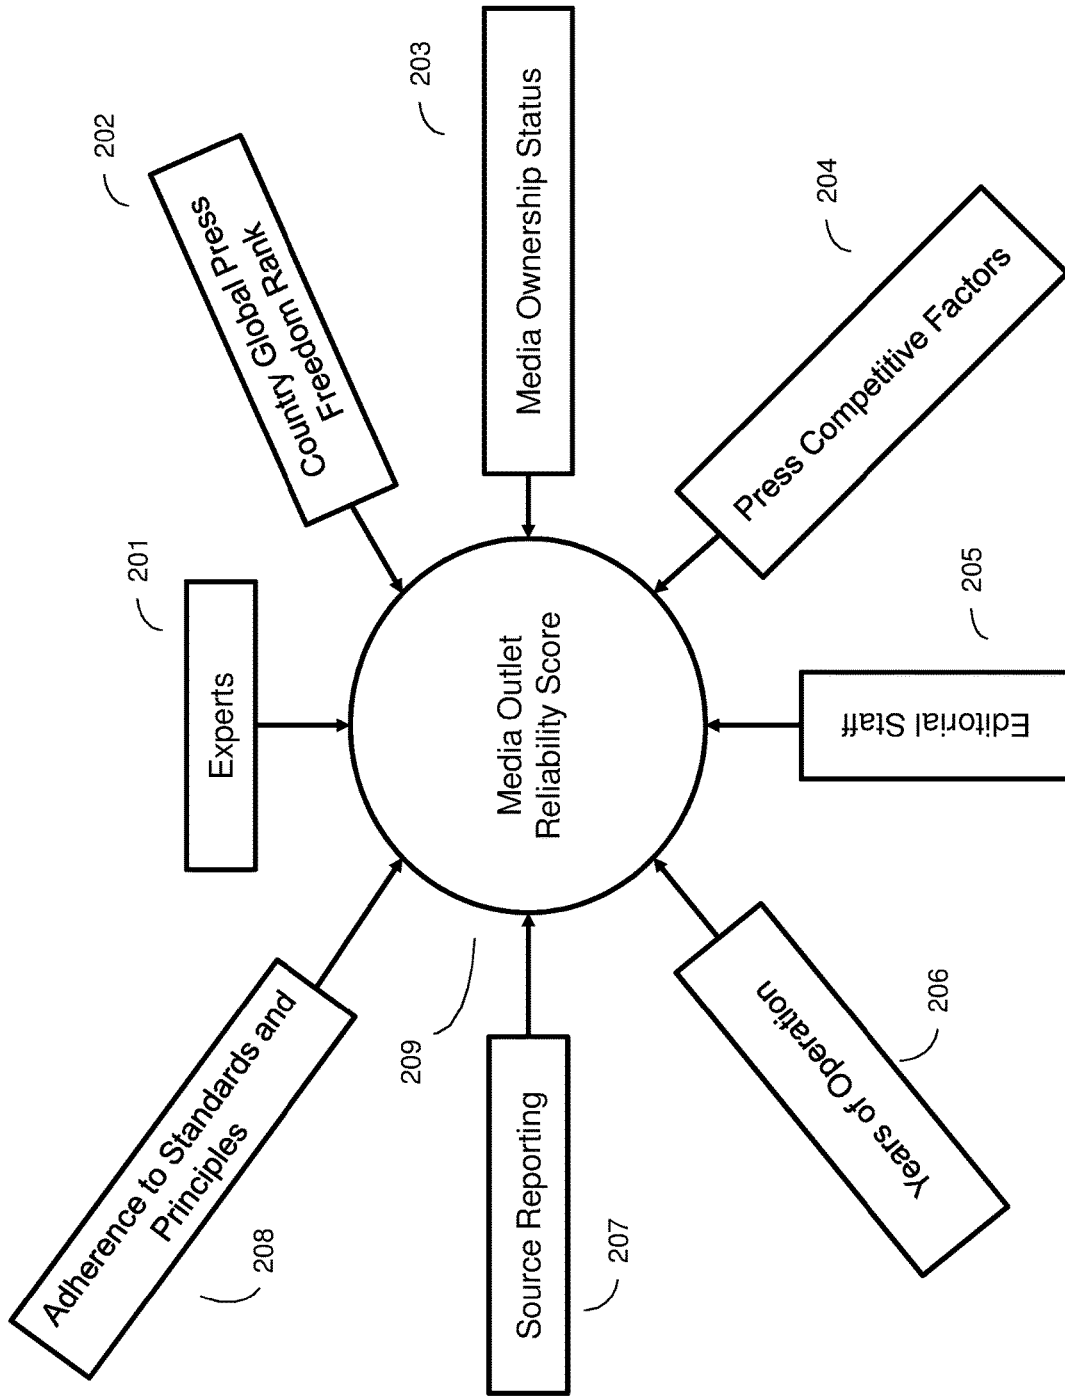 201
Experts
202
Country Global Press
Freedom Rank
203
Media Ownership Status
204
Press Competitive Factors
205
Editorial Staff
206
Years of Operation
207
Source Reporting
208
Adherence to Standards and
Principles
209
Media Outlet
Reliability Score